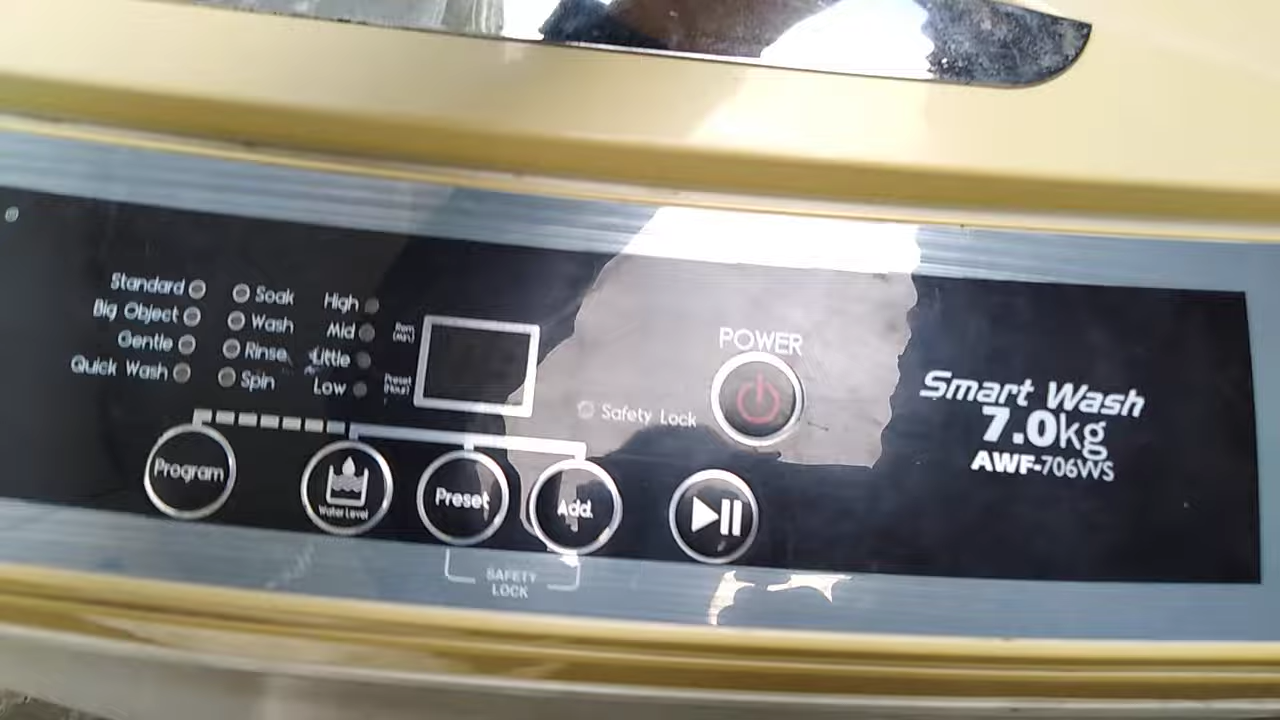 Standard
Big Object
Gentle
Quick Wash
Soak
Wash
Rinse
Spin
High
Mid
Little
Low
Rem
(Min)
Preset
(Hour)
Safety Lock
POWER
Smart Wash
7.0kg
AWF-706WS
Program
Water Level
Preset
Add
SAFETY
LOCK